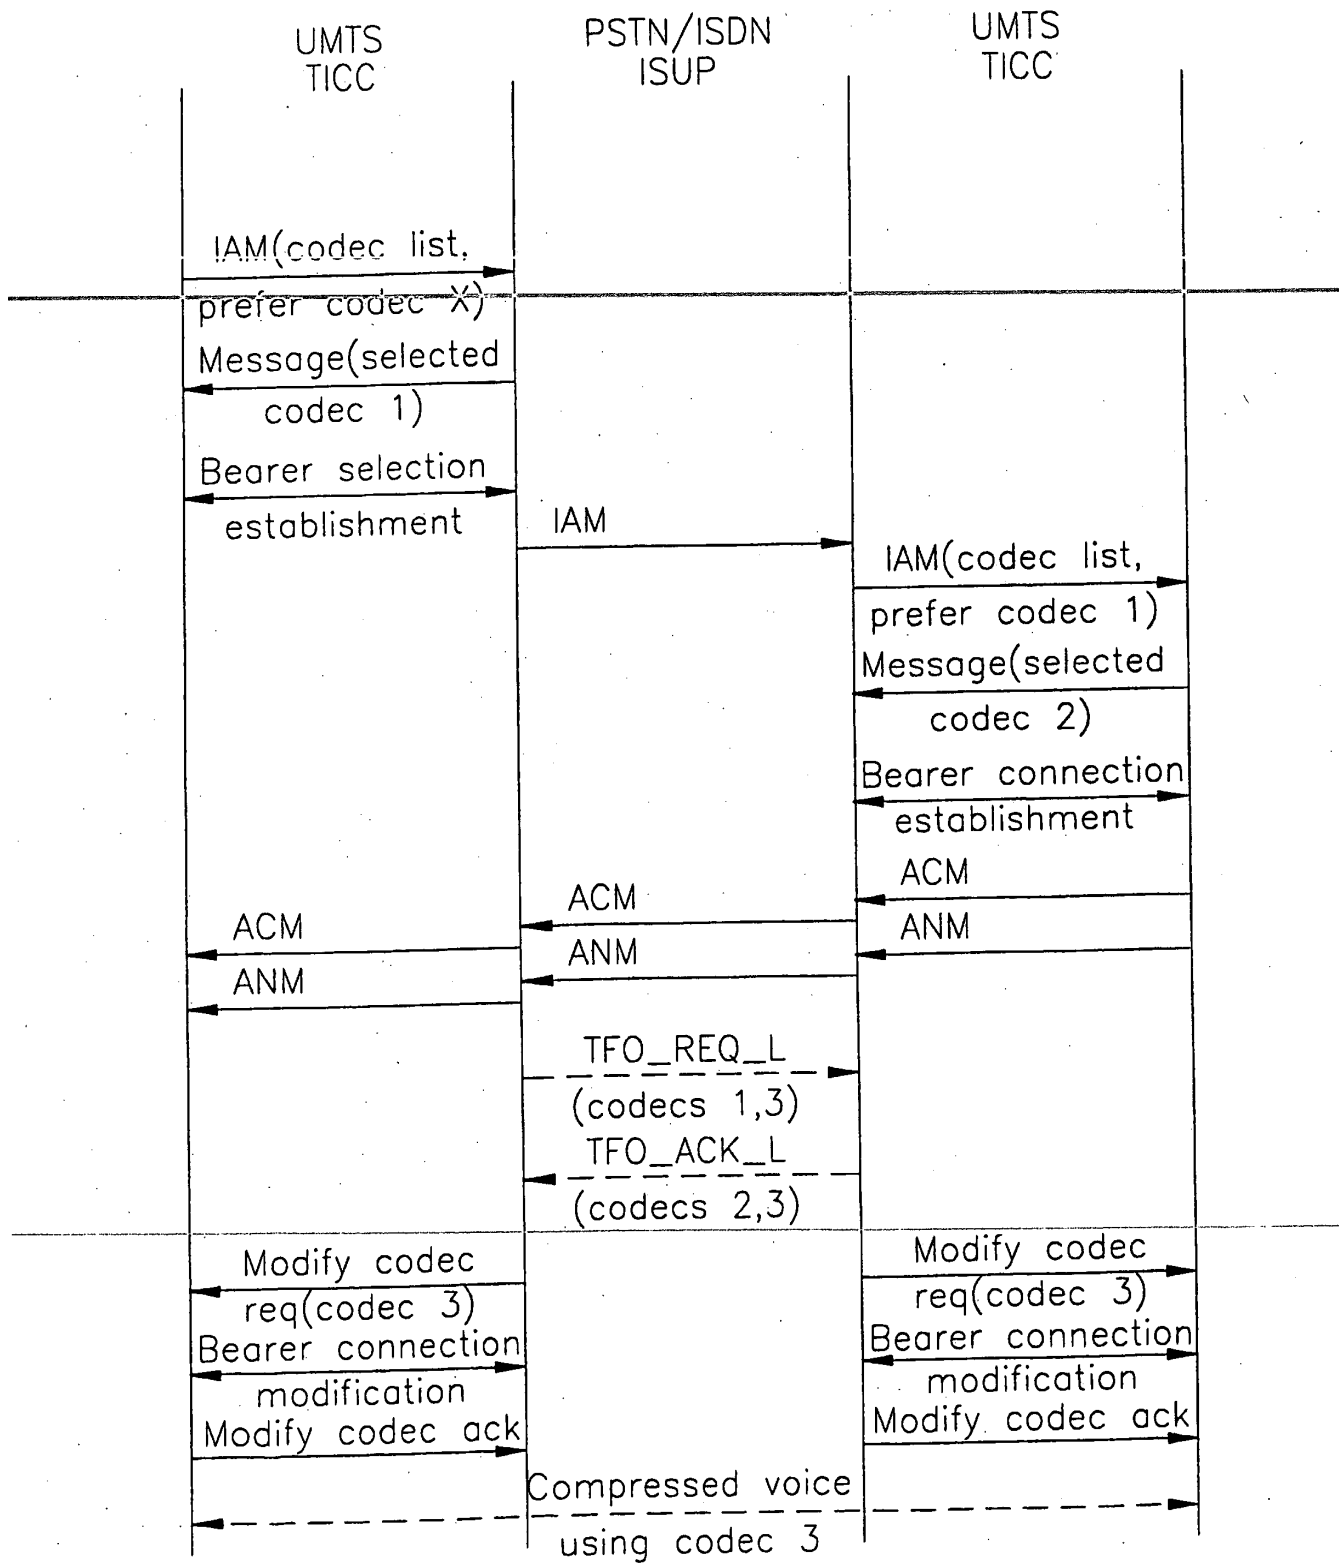 UMTS
TICC
PSTN/ISDN
ISUP
UMTS
TICC
IAM(codec list,
prefer codec X)
Message(selected
codec 1)
Bearer selection
establishment
IAM
IAM(codec list,
prefer codec 1)
Message(selected
codec 2)
Bearer connection
establishment
ACM
ACM
ACM
ANM
ANM
ANM
TFO_REQ_L
(codecs 1,3)
TFO_ACK_L
(codecs 2,3)
Modify codec
req(codec 3)
Bearer connection
modification
Modify codec ack
Modify codec
req(codec 3)
Bearer connection
modification
Modify codec ack
Compressed voice
using codec 3